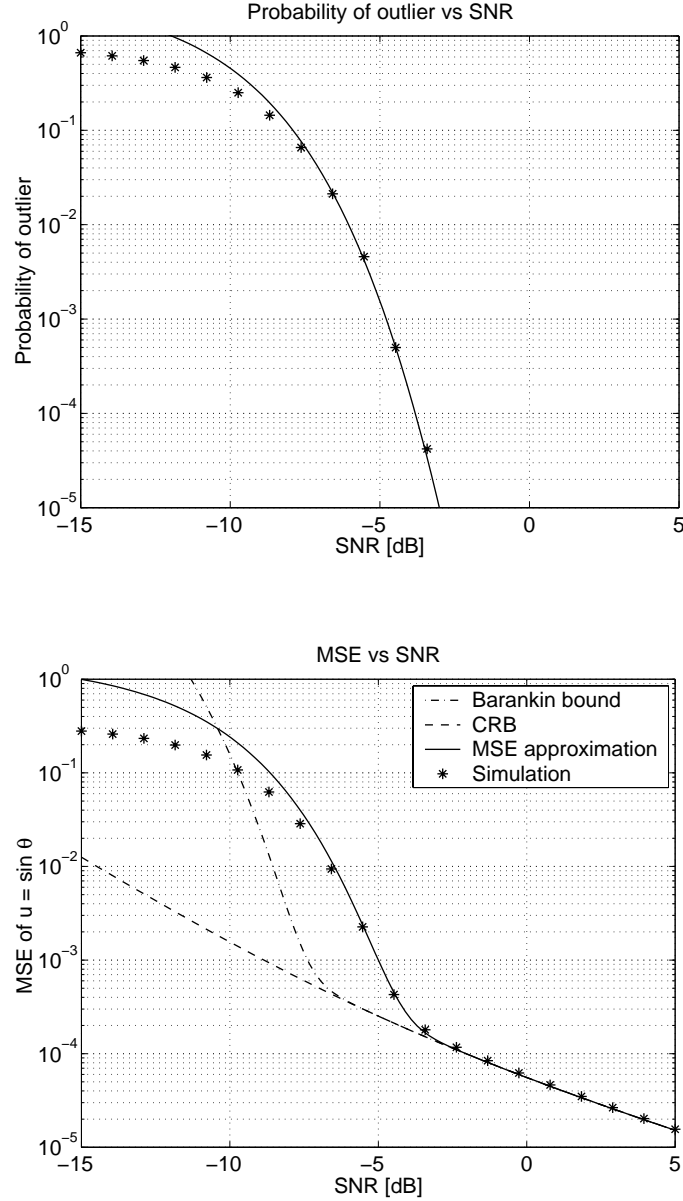 Probability of outlier vs SNR
10^0
10^-1
10^-2
10^-3
10^-4
10^-5
Probability of outlier
−15 −10 −5 0 5
SNR [dB]
MSE vs SNR
10^0
10^-1
10^-2
10^-3
10^-4
10^-5
MSE of u = sin θ
Barankin bound
CRB
MSE approximation
Simulation
−15 −10 −5 0 5
SNR [dB]